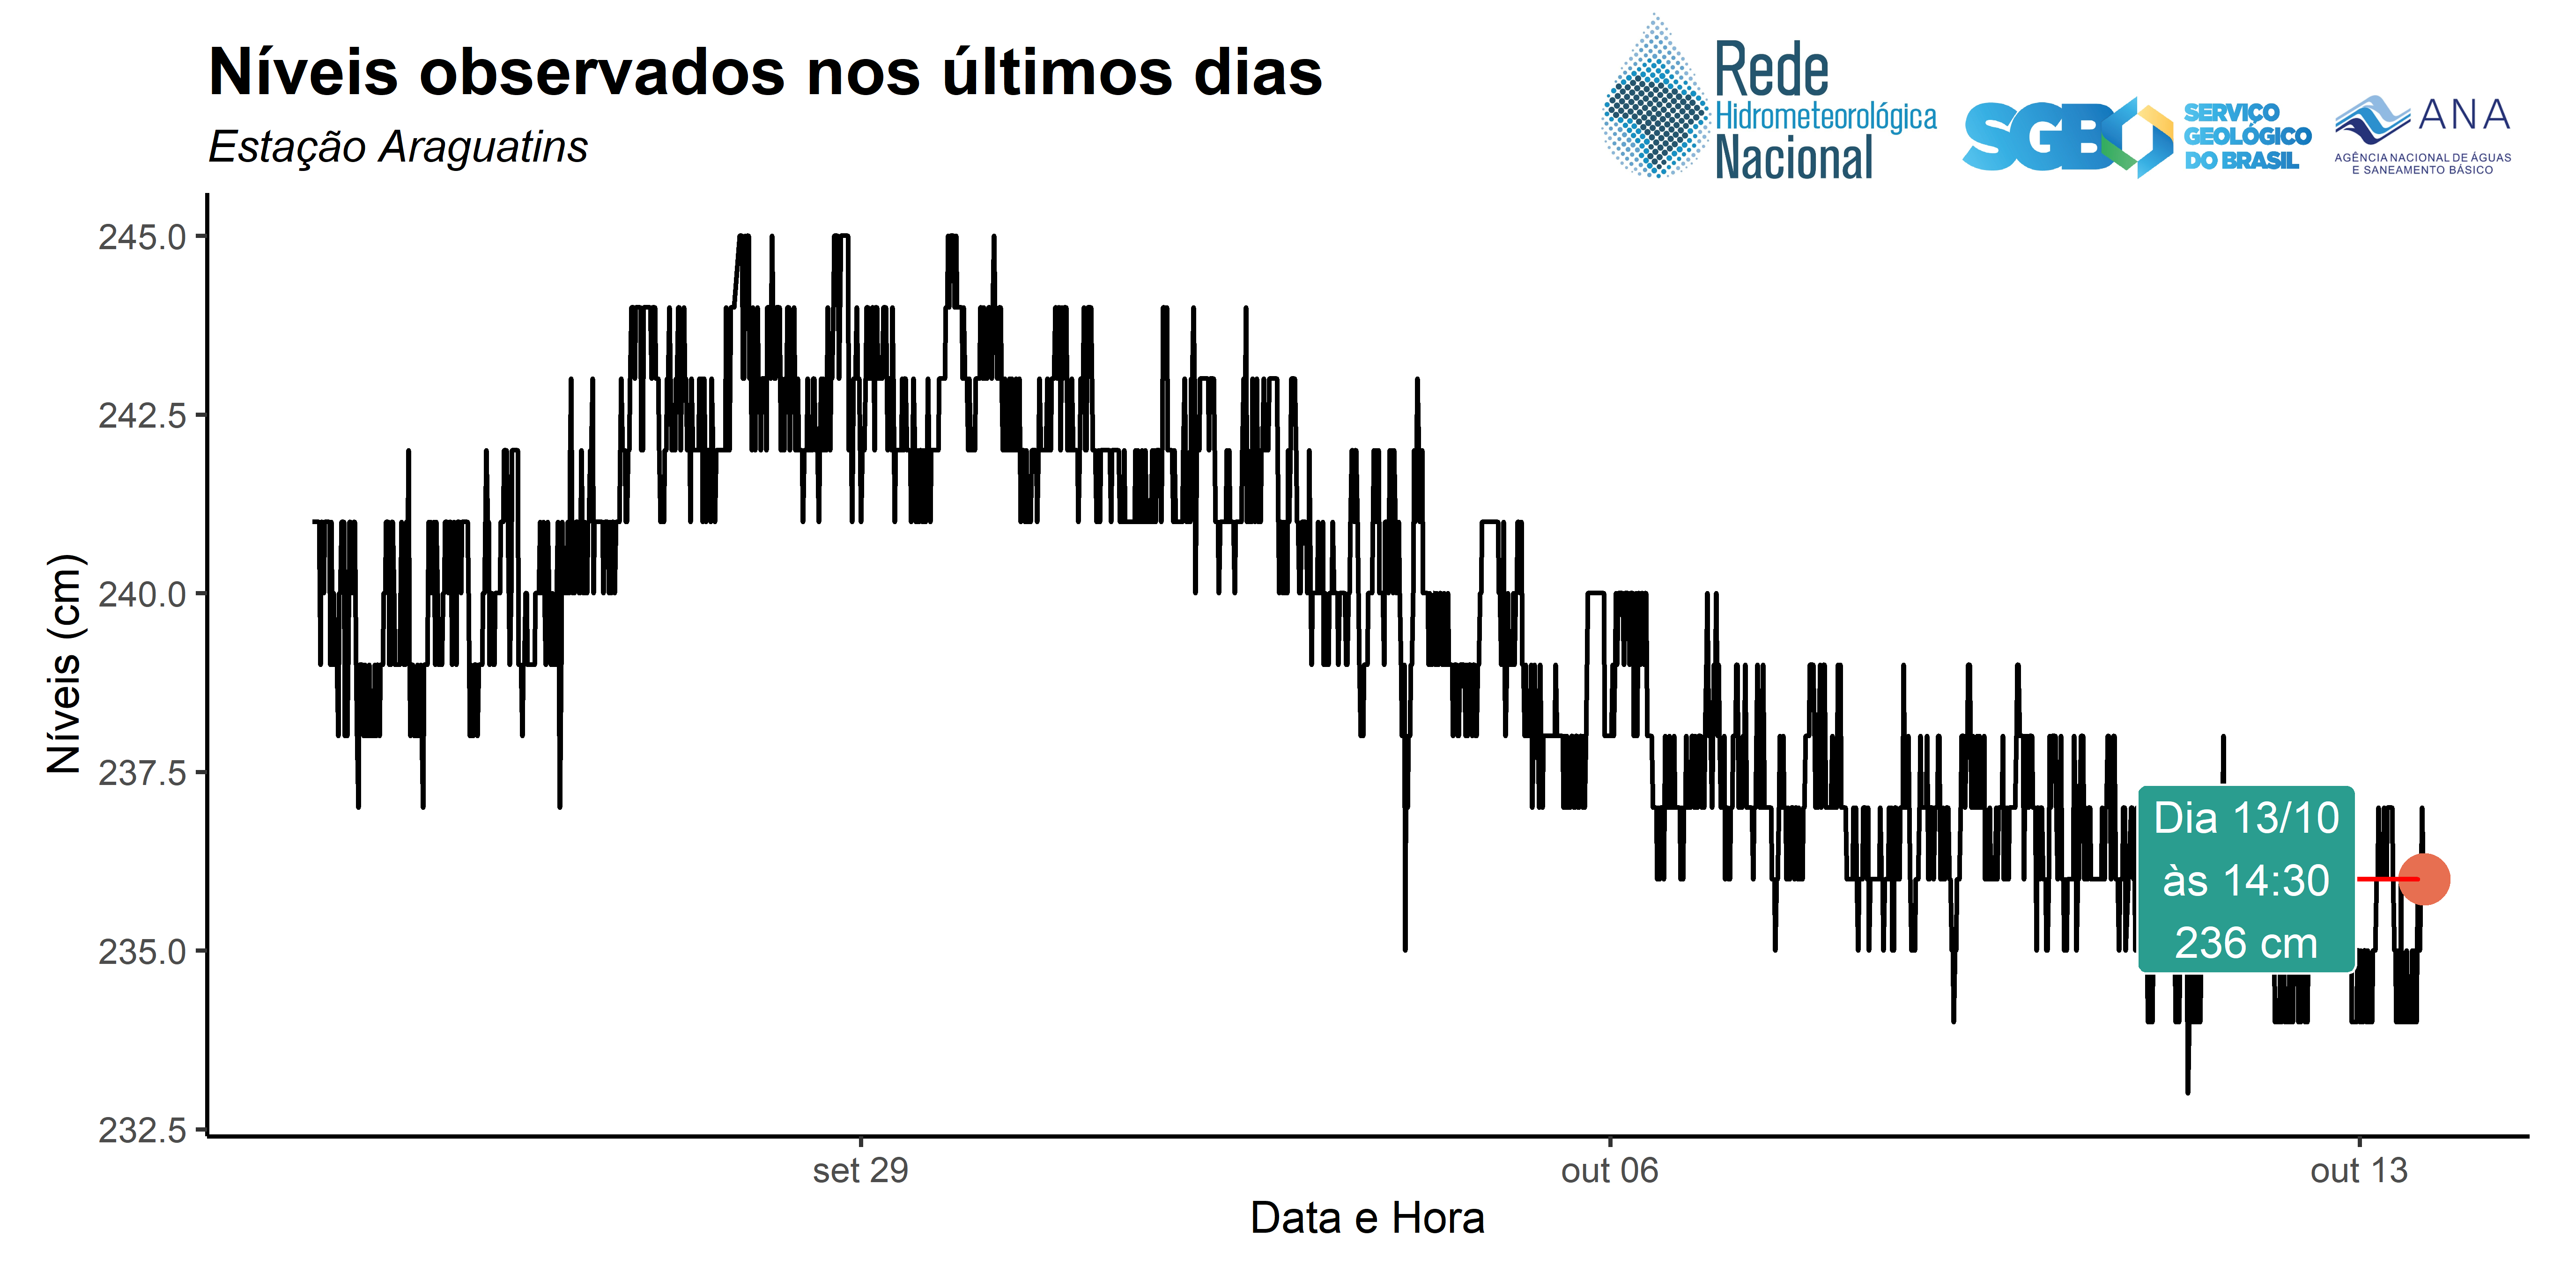 Níveis observados nos últimos dias
Estação Araguatins
Rede
Hidrometeorológica
Nacional
SGB
SERVIÇO
GEOLÓGICO
DO BRASIL
ANA
AGÊNCIA NACIONAL DE ÁGUAS
E SANEAMENTO BÁSICO
Níveis (cm)
245.0
242.5
240.0
237.5
235.0
232.5
Dia 13/10
às 14:30
236 cm
set 29
out 06
out 13
Data e Hora